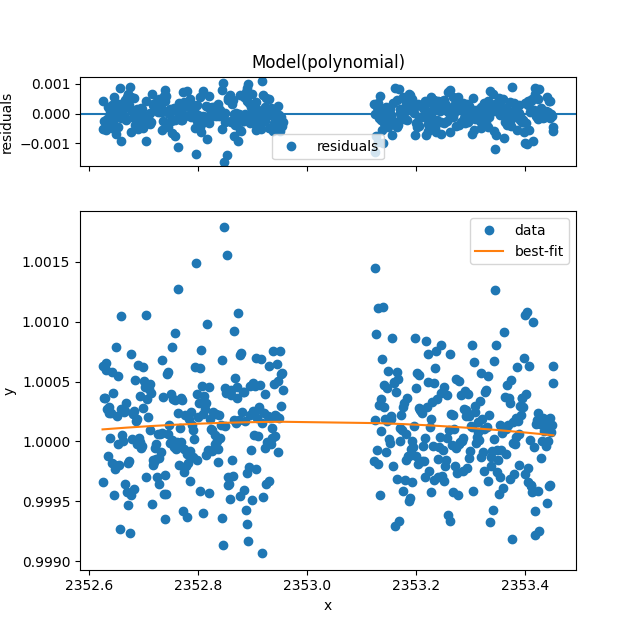 Model(polynomial)
0.001
0.000
−0.001
residuals
residuals
data
best-fit
1.0015
1.0010
1.0005
1.0000
0.9995
0.9990
y
2352.6 2352.8 2353.0 2353.2 2353.4
x